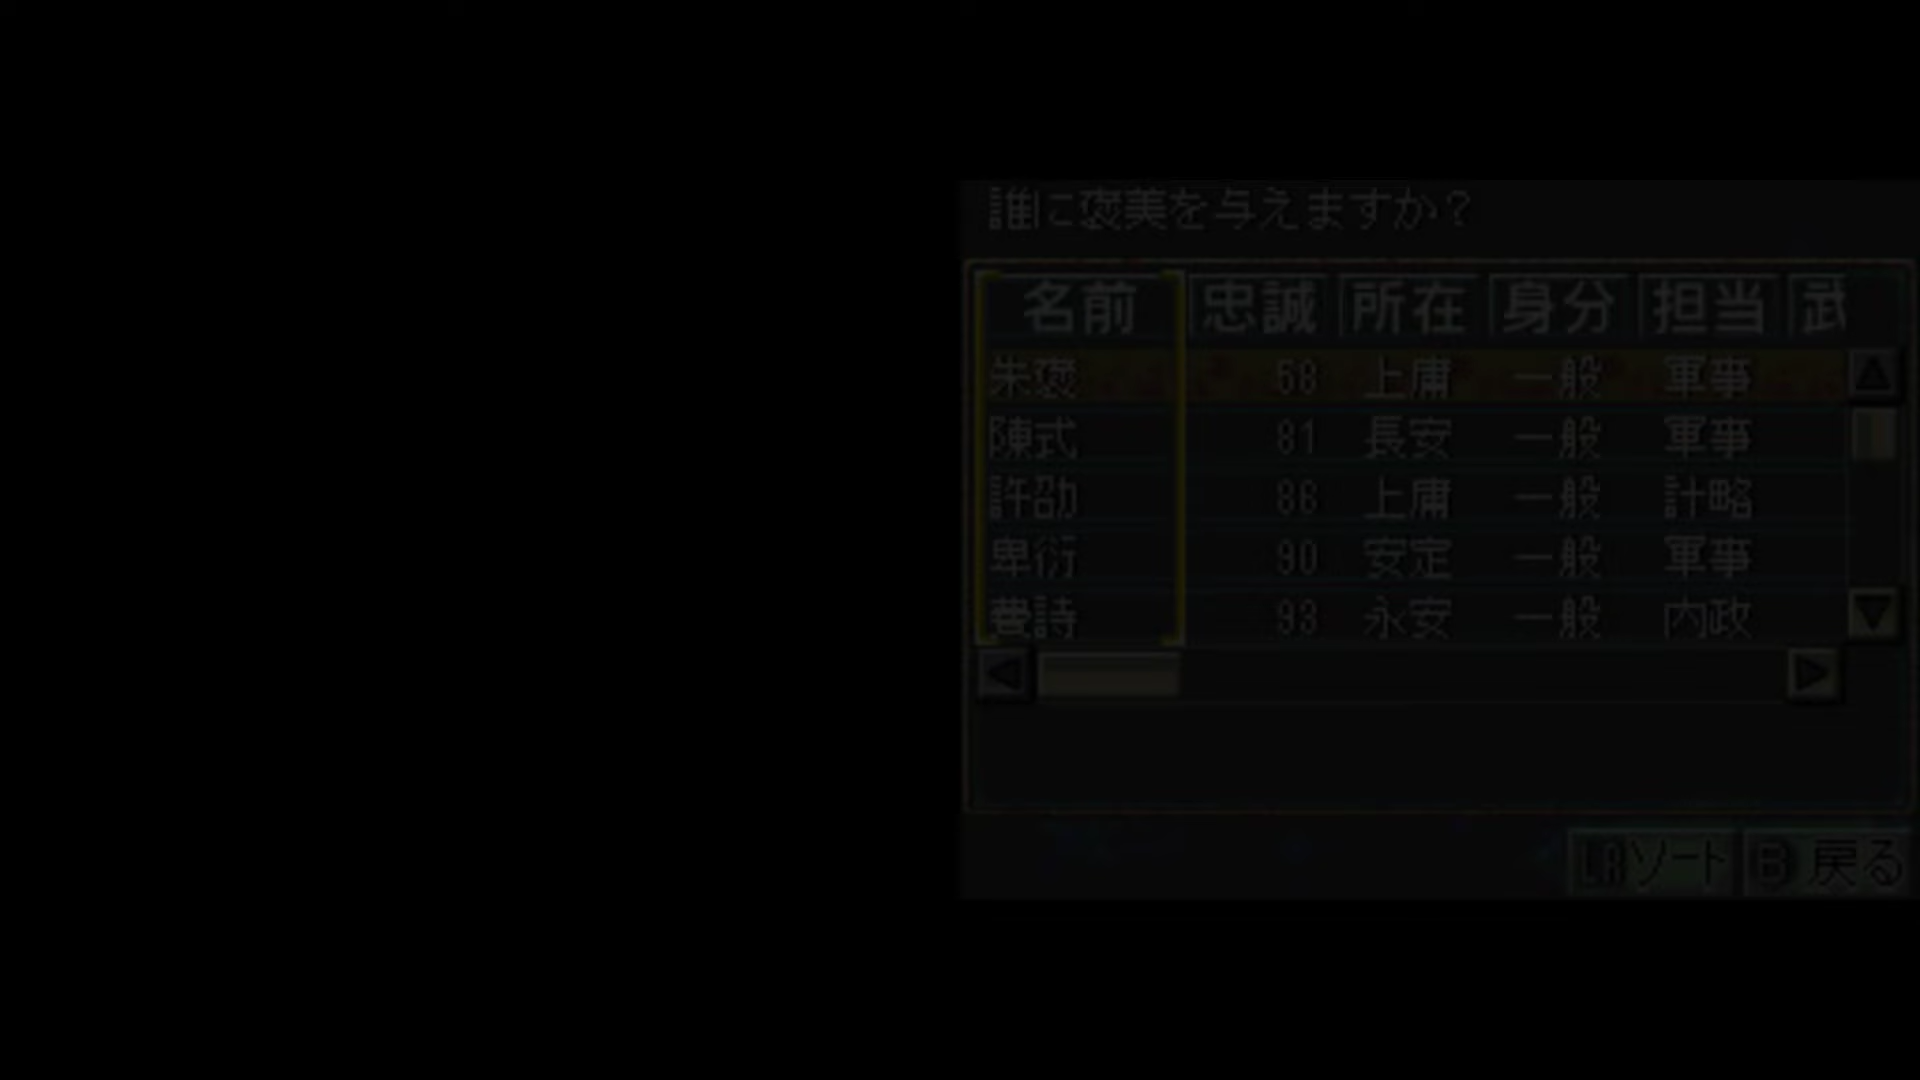 誰に褒美を与えますか？
名前 忠誠 所在 身分 担当 武
朱褒 58 上庸 一般 軍事
陳式 81 長安 一般 軍事
許劭 86 上庸 一般 計略
卑衍 90 安定 一般 軍事
費詩 93 永安 一般 内政
LRソート B 戻る